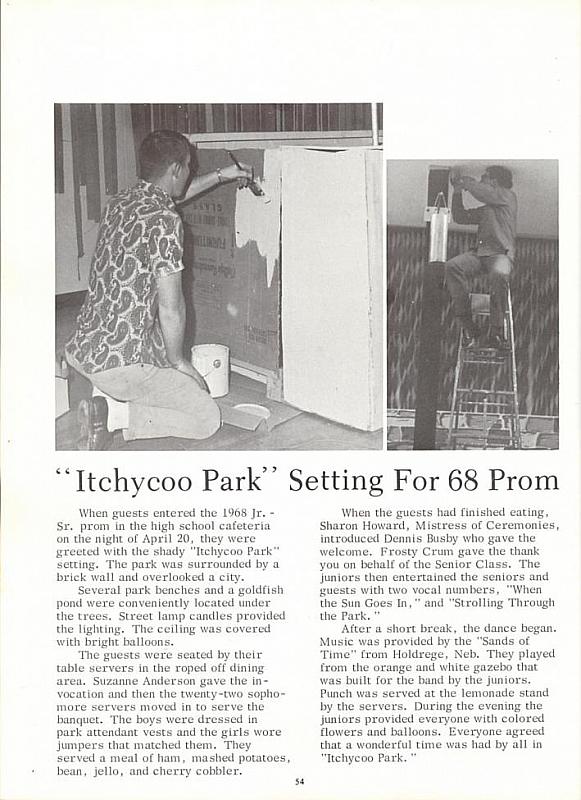 "Itchycoo Park" Setting For 68 Prom
When guests entered the 1968 Jr. -
Sr. prom in the high school cafeteria
on the night of April 20, they were
greeted with the shady "Itchycoo Park"
setting. The park was surrounded by a
brick wall and overlooked a city.
Several park benches and a goldfish
pond were conveniently located under
the trees. Street lamp candles provided
the lighting. The ceiling was covered
with bright balloons.
The guests were seated by their
table servers in the roped off dining
area. Suzanne Anderson gave the in-
vocation and then the twenty-two sopho-
more servers moved in to serve the
banquet. The boys were dressed in
park attendant vests and the girls wore
jumpers that matched them. They
served a meal of ham, mashed potatoes,
bean, jello, and cherry cobbler.
When the guests had finished eating,
Sharon Howard, Mistress of Ceremonies,
introduced Dennis Busby who gave the
welcome. Frosty Crum gave the thank
you on behalf of the Senior Class. The
juniors then entertained the seniors and
guests with two vocal numbers, "When
the Sun Goes In," and "Strolling Through
the Park. "
After a short break, the dance began.
Music was provided by the "Sands of
Time" from Holdrege, Neb. They played
from the orange and white gazebo that
was built for the band by the juniors.
Punch was served at the lemonade stand
by the servers. During the evening the
juniors provided everyone with colored
flowers and balloons. Everyone agreed
that a wonderful time was had by all in
"Itchycoo Park. "
54